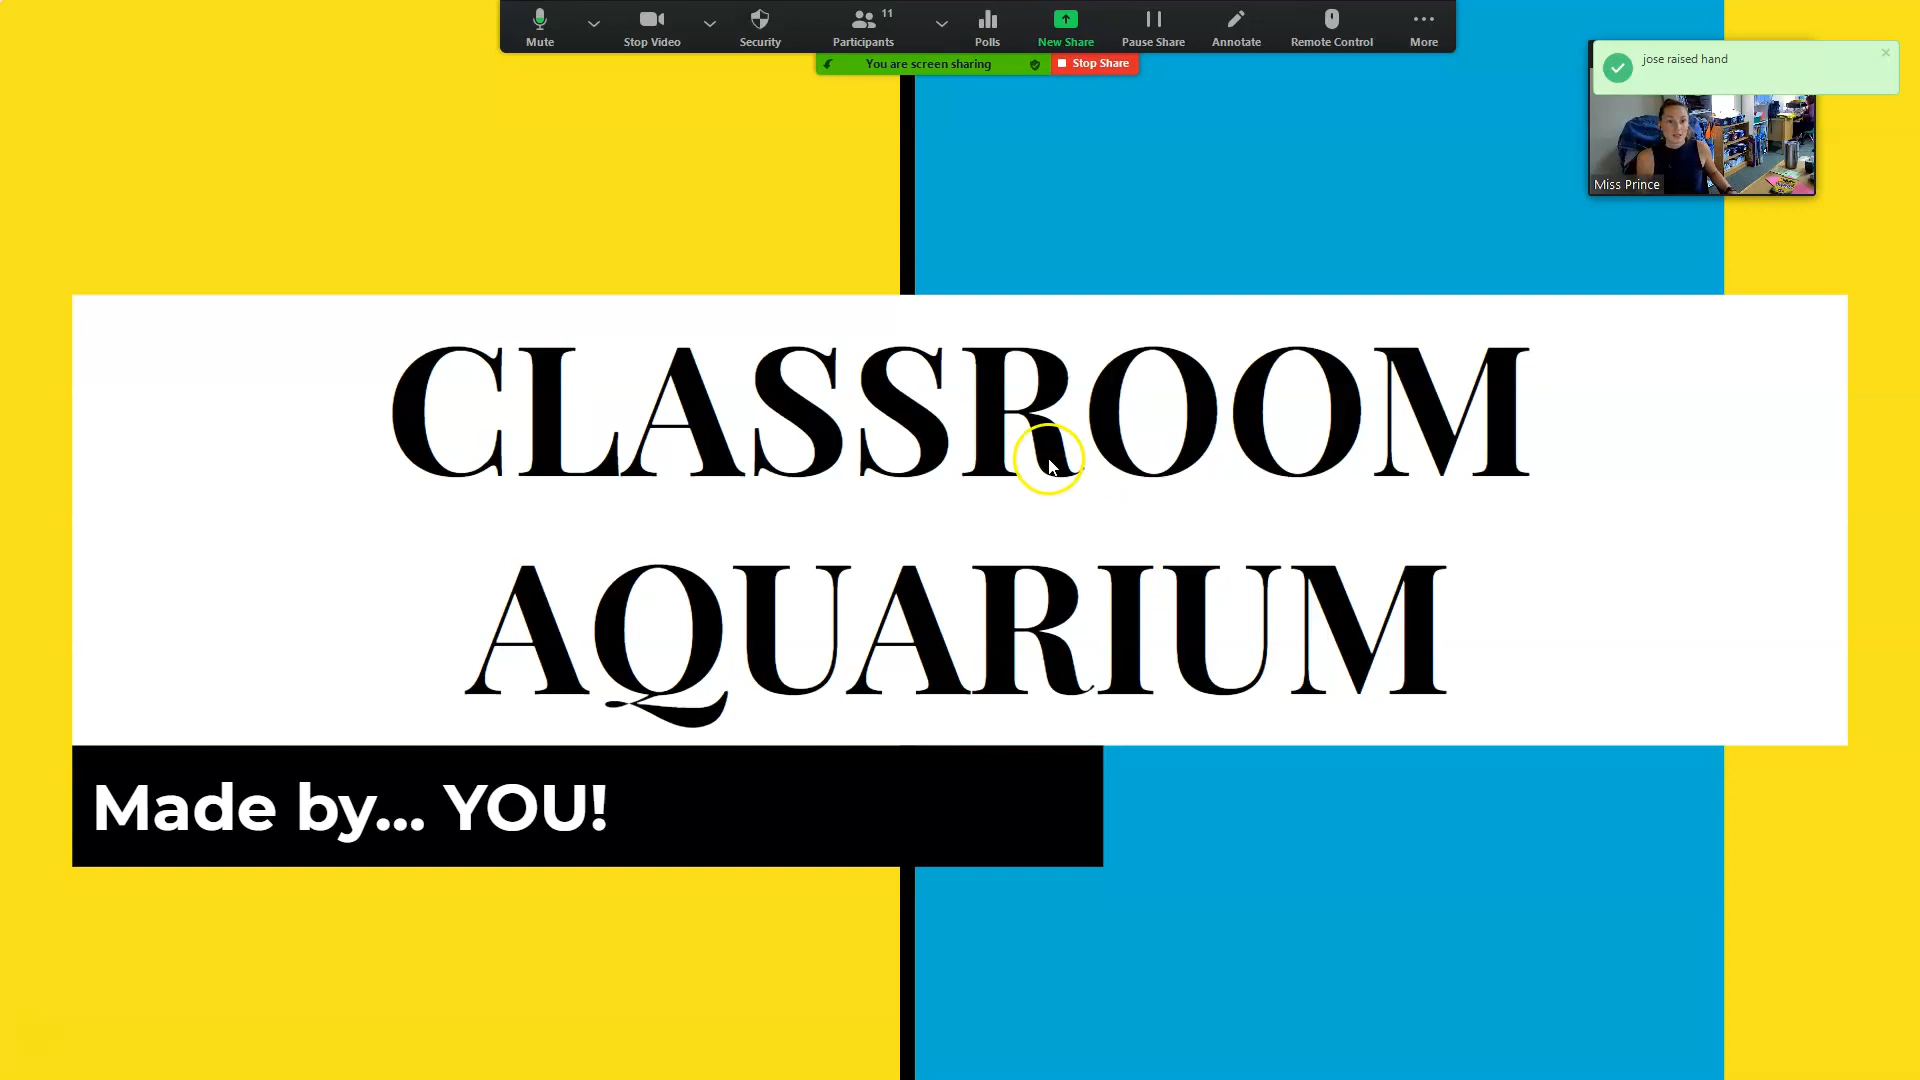 Mute
Stop Video
Security
Participants
11
Polls
New Share
Pause Share
Annotate
Remote Control
More
You are screen sharing
Stop Share
jose raised hand
Miss Prince
CLASSROOM
AQUARIUM
Made by... YOU!